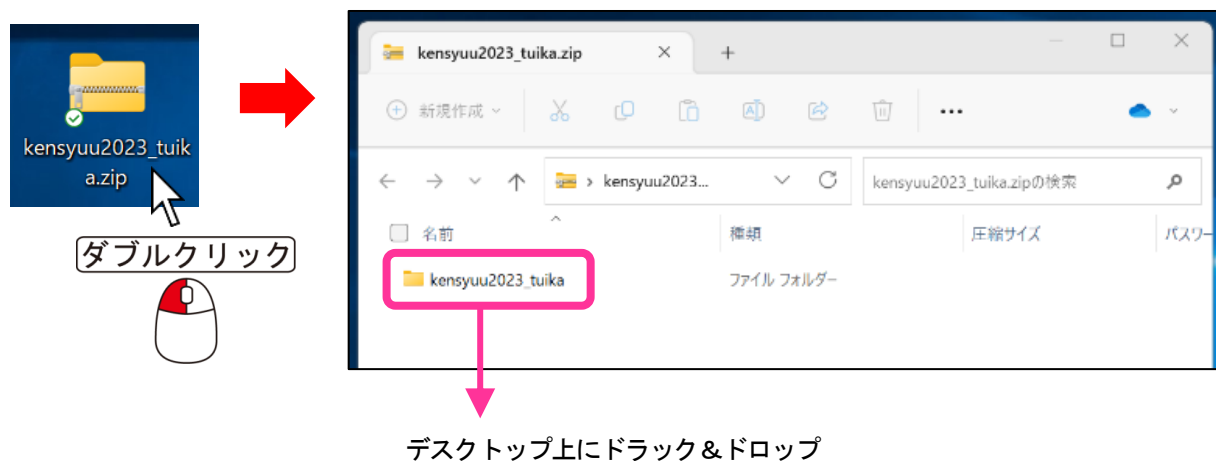 kensyuu2023_tuik
a.zip
ダブルクリック
kensyuu2023_tuika.zip
新規作成
kensyuu2023...
kensyuu2023_tuika.zipの検索
名前 種類 圧縮サイズ パスワー
kensyuu2023_tuika ファイル フォルダー
デスクトップ上にドラック＆ドロップ